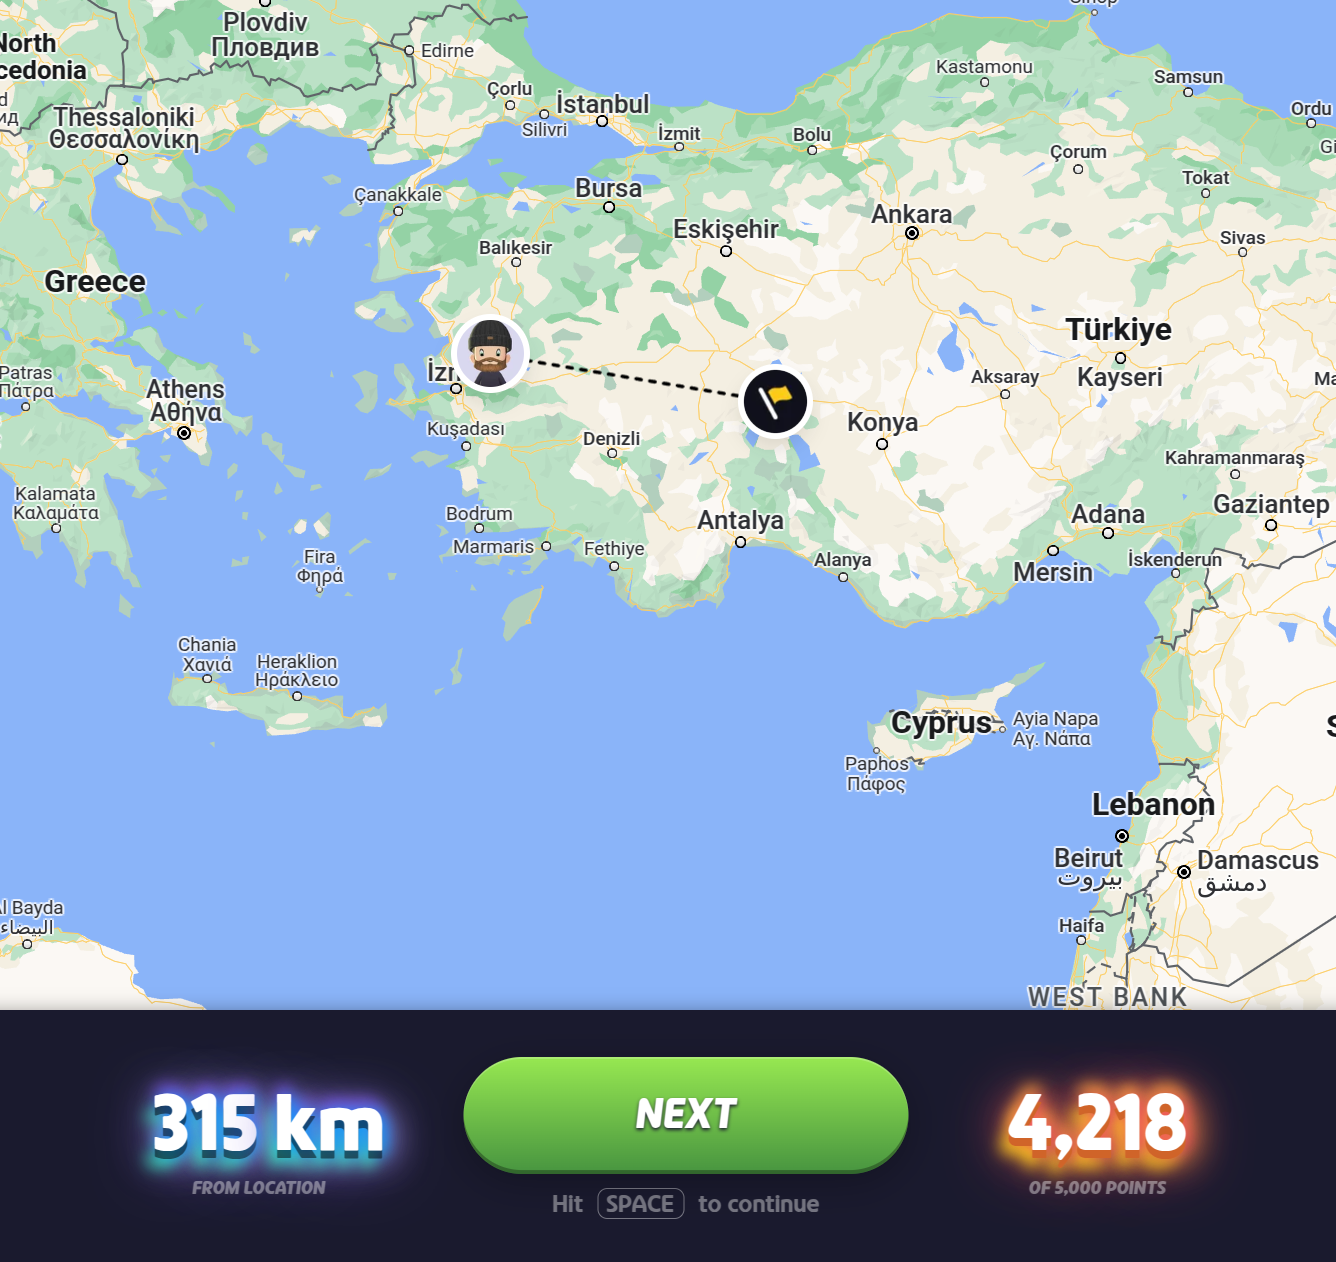 Plovdiv
Пловдив
North
cedonia
Edirne
Kastamonu
Samsun
Çorlu
İstanbul
Ordu
Silivri
İzmit
Bolu
Thessaloniki
Θεσσαλονίκη
Çorum
Tokat
Çanakkale
Bursa
Ankara
Eskişehir
Sivas
Balıkesir
Greece
Türkiye
Kayseri
Aksaray
Patras
Πάτρα
Athens
Αθήνα
Konya
Kuşadası
Denizli
Kahramanmaraş
Kalamata
Καλαμάτα
Gaziantep
Bodrum
Marmaris
Fethiye
Antalya
Adana
Alanya
Mersin
İskenderun
Fira
Φηρά
Chania
Χανιά
Heraklion
Ηράκλειο
Cyprus
Ayia Napa
Αγ. Νάπα
Paphos
Πάφος
Lebanon
Beirut
بيروت
Damascus
دمشق
l Bayda
البيضاء
Haifa
WEST BANK
315 km
FROM LOCATION
NEXT
Hit SPACE to continue
4,218
OF 5,000 POINTS